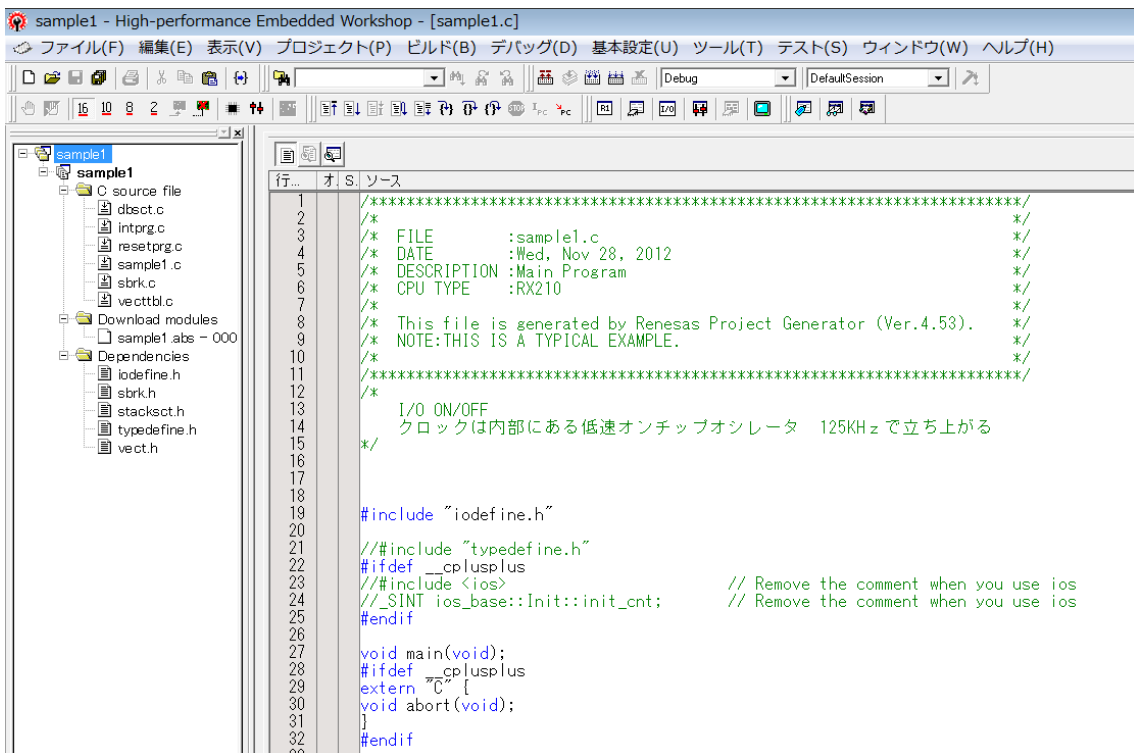 sample1 - High-performance Embedded Workshop - [sample1.c]
ファイル(F) 編集(E) 表示(V) プロジェクト(P) ビルド(B) デバッグ(D) 基本設定(U) ツール(T) テスト(S) ウィンドウ(W) ヘルプ(H)
Debug DefaultSession
16 10 8 2 STOP PC PC R1 I/O
sample1
sample1
C source file
dbsct.c
intprg.c
resetprg.c
sample1.c
sbrk.c
vecttbl.c
Download modules
sample1.abs - 000
Dependencies
iodefine.h
sbrk.h
stacksct.h
typedefine.h
vect.h
行... オ. S. ソース
1 /***********************************************************************/
2 /* */
3 /* FILE :sample1.c */
4 /* DATE :Wed, Nov 28, 2012 */
5 /* DESCRIPTION :Main Program */
6 /* CPU TYPE :RX210 */
7 /* */
8 /* This file is generated by Renesas Project Generator (Ver.4.53). */
9 /* NOTE:THIS IS A TYPICAL EXAMPLE. */
10 /* */
11 /***********************************************************************/
12 /*
13 I/O ON/OFF
14 クロックは内部にある低速オンチップオシレータ 125KHzで立ち上がる
15 */
16
17
18
19 #include "iodefine.h"
20
21 //#include "typedefine.h"
22 #ifdef __cplusplus
23 //#include <ios> // Remove the comment when you use ios
24 //_SINT ios_base::Init::init_cnt; // Remove the comment when you use ios
25 #endif
26
27 void main(void);
28 #ifdef __cplusplus
29 extern "C" {
30 void abort(void);
31 }
32 #endif